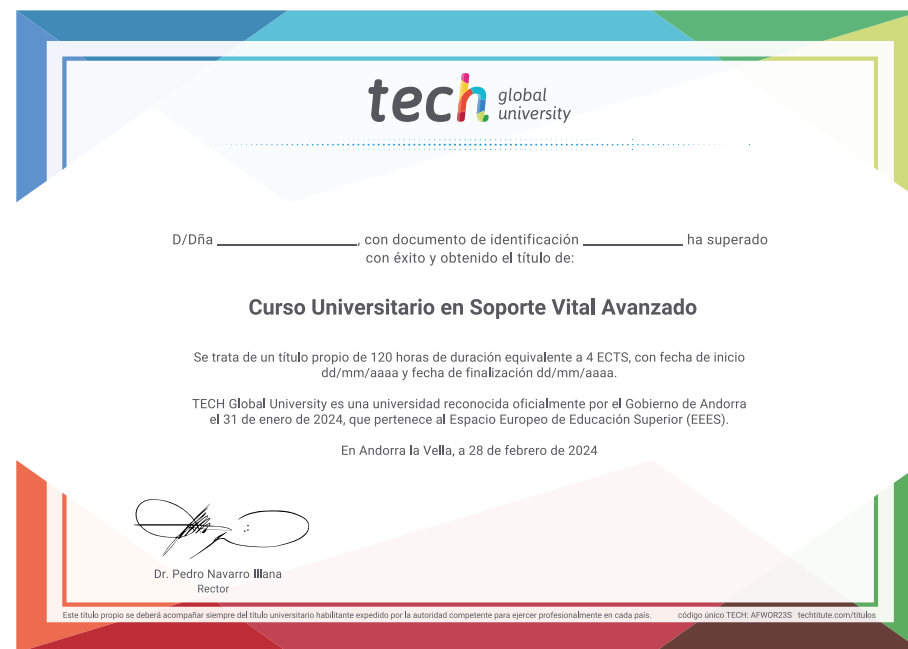 tech global university
D/Dña ____________, con documento de identificación ____________ ha superado
con éxito y obtenido el título de:
Curso Universitario en Soporte Vital Avanzado
Se trata de un título propio de 120 horas de duración equivalente a 4 ECTS, con fecha de inicio
dd/mm/aaaa y fecha de finalización dd/mm/aaaa.
TECH Global University es una universidad reconocida oficialmente por el Gobierno de Andorra
el 31 de enero de 2024, que pertenece al Espacio Europeo de Educación Superior (EEES).
En Andorra la Vella, a 28 de febrero de 2024
Dr. Pedro Navarro Illana
Rector
Este título propio se deberá acompañar siempre del título universitario habilitante expedido por la autoridad competente para ejercer profesionalmente en cada país. código único TECH: AFWOR23S techtitute.com/titulos